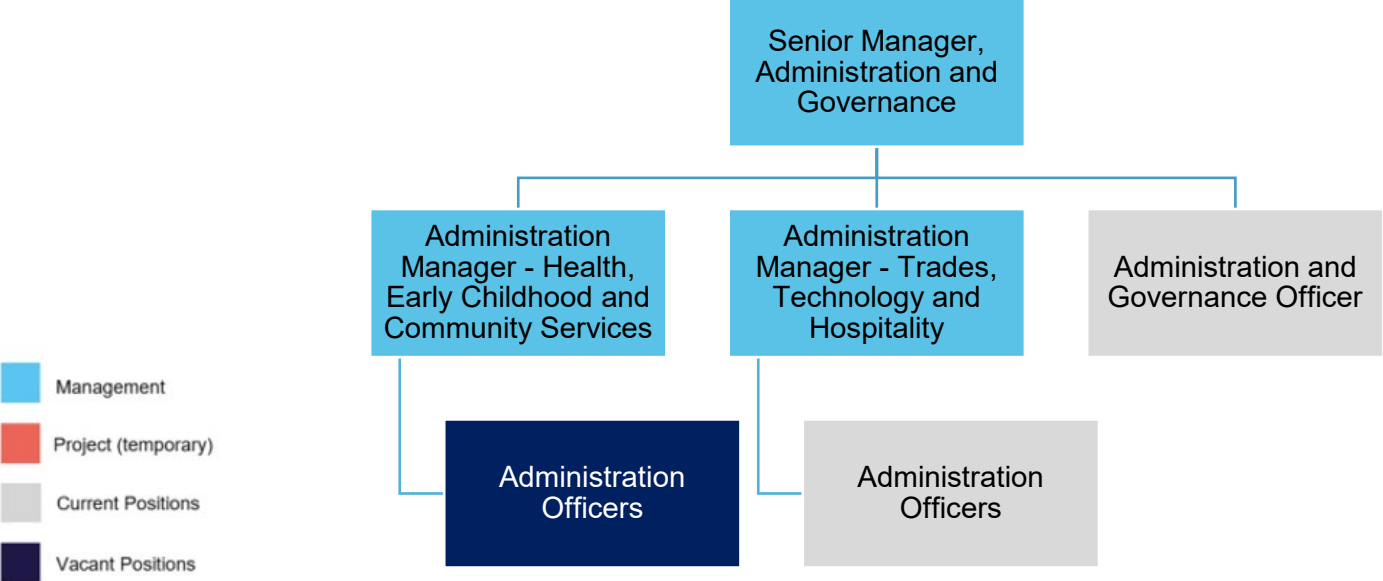 Senior Manager,
Administration and
Governance
Administration
Manager - Health,
Early Childhood and
Community Services
Administration
Manager - Trades,
Technology and
Hospitality
Administration and
Governance Officer
Administration
Officers
Administration
Officers
Management
Project (temporary)
Current Positions
Vacant Positions